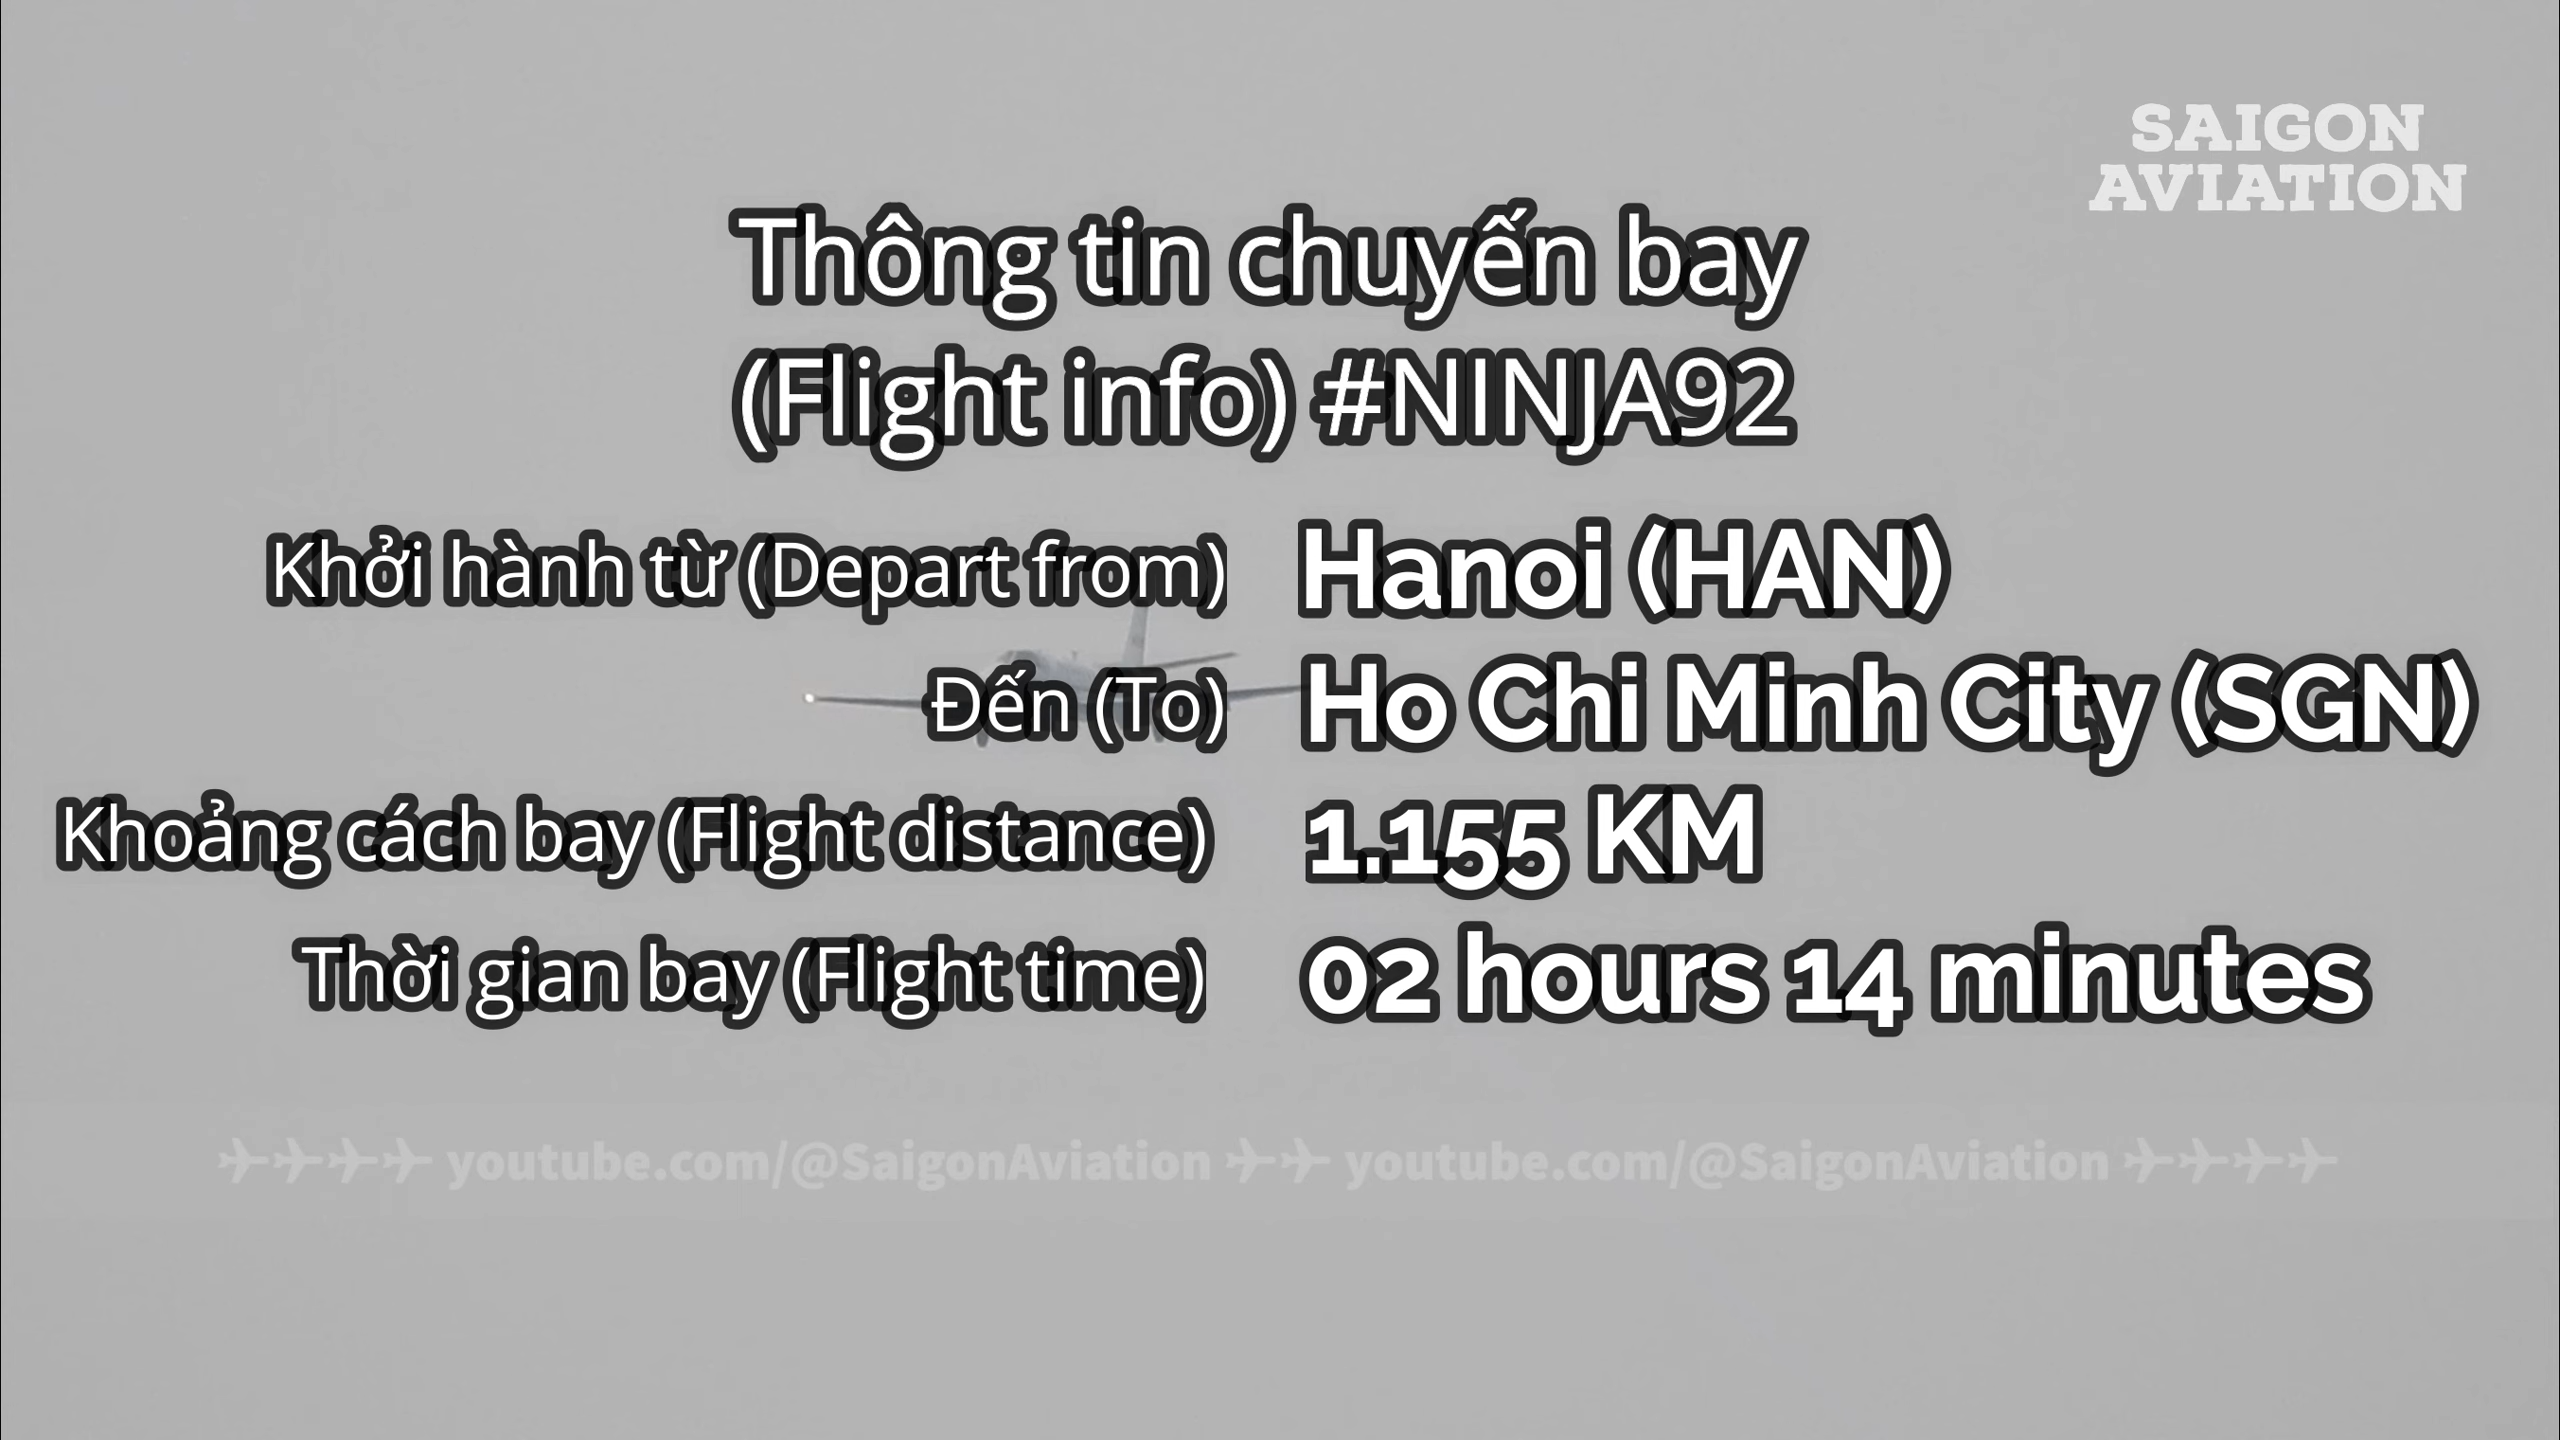 SAIGON
AVIATION
Thông tin chuyến bay
(Flight info) #NINJA92
Khởi hành từ (Depart from) Hanoi (HAN)
Đến (To) Ho Chi Minh City (SGN)
Khoảng cách bay (Flight distance) 1.155 KM
Thời gian bay (Flight time) 02 hours 14 minutes
youtube.com/@SaigonAviation youtube.com/@SaigonAviation